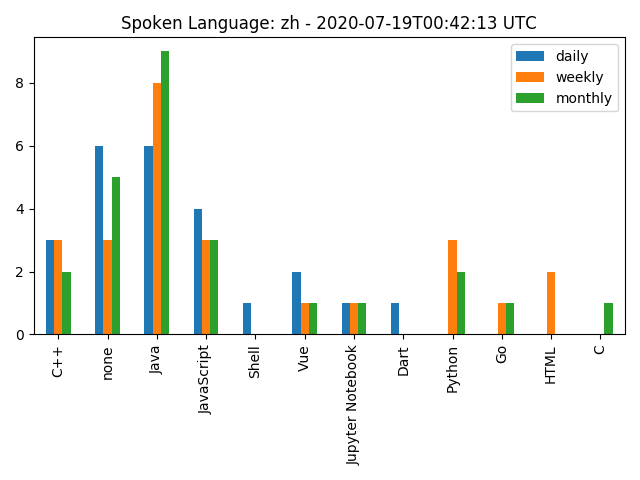 Spoken Language: zh - 2020-07-19T00:42:13 UTC
daily
weekly
monthly
8
6
4
2
0
C++
none
Java
JavaScript
Shell
Vue
Jupyter Notebook
Dart
Python
Go
HTML
C